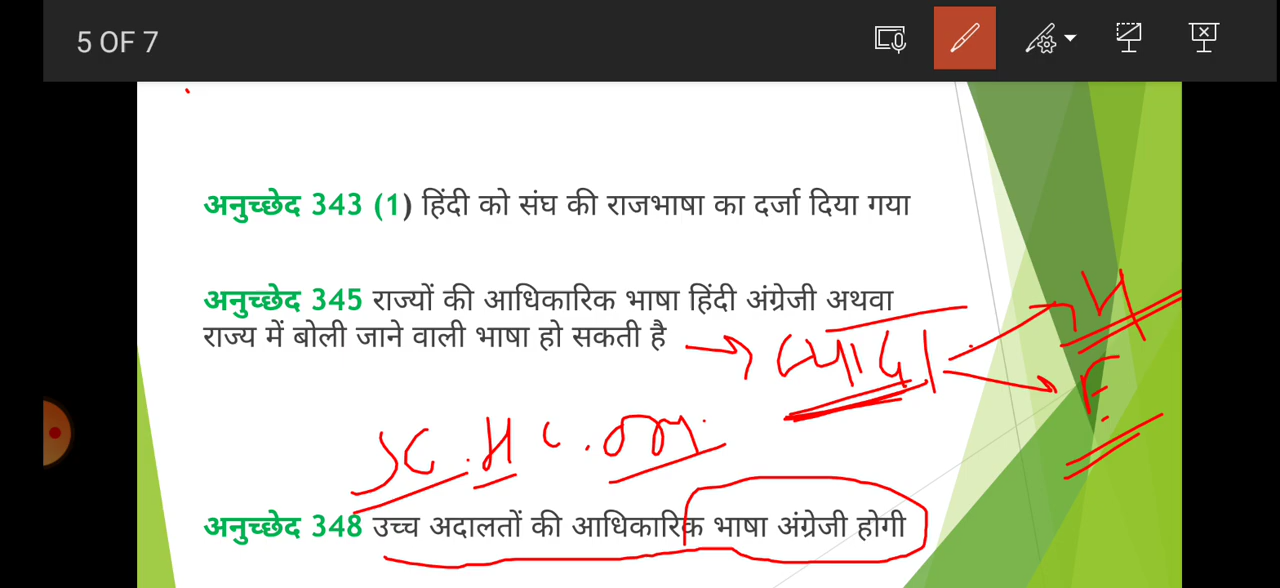 5 OF 7
अनुच्छेद 343 (1) हिंदी को संघ की राजभाषा का दर्जा दिया गया
अनुच्छेद 345 राज्यों की आधिकारिक भाषा हिंदी अंग्रेजी अथवा
राज्य में बोली जाने वाली भाषा हो सकती है
अनुच्छेद 348 उच्च अदालतों की आधिकारिक भाषा अंग्रेजी होगी